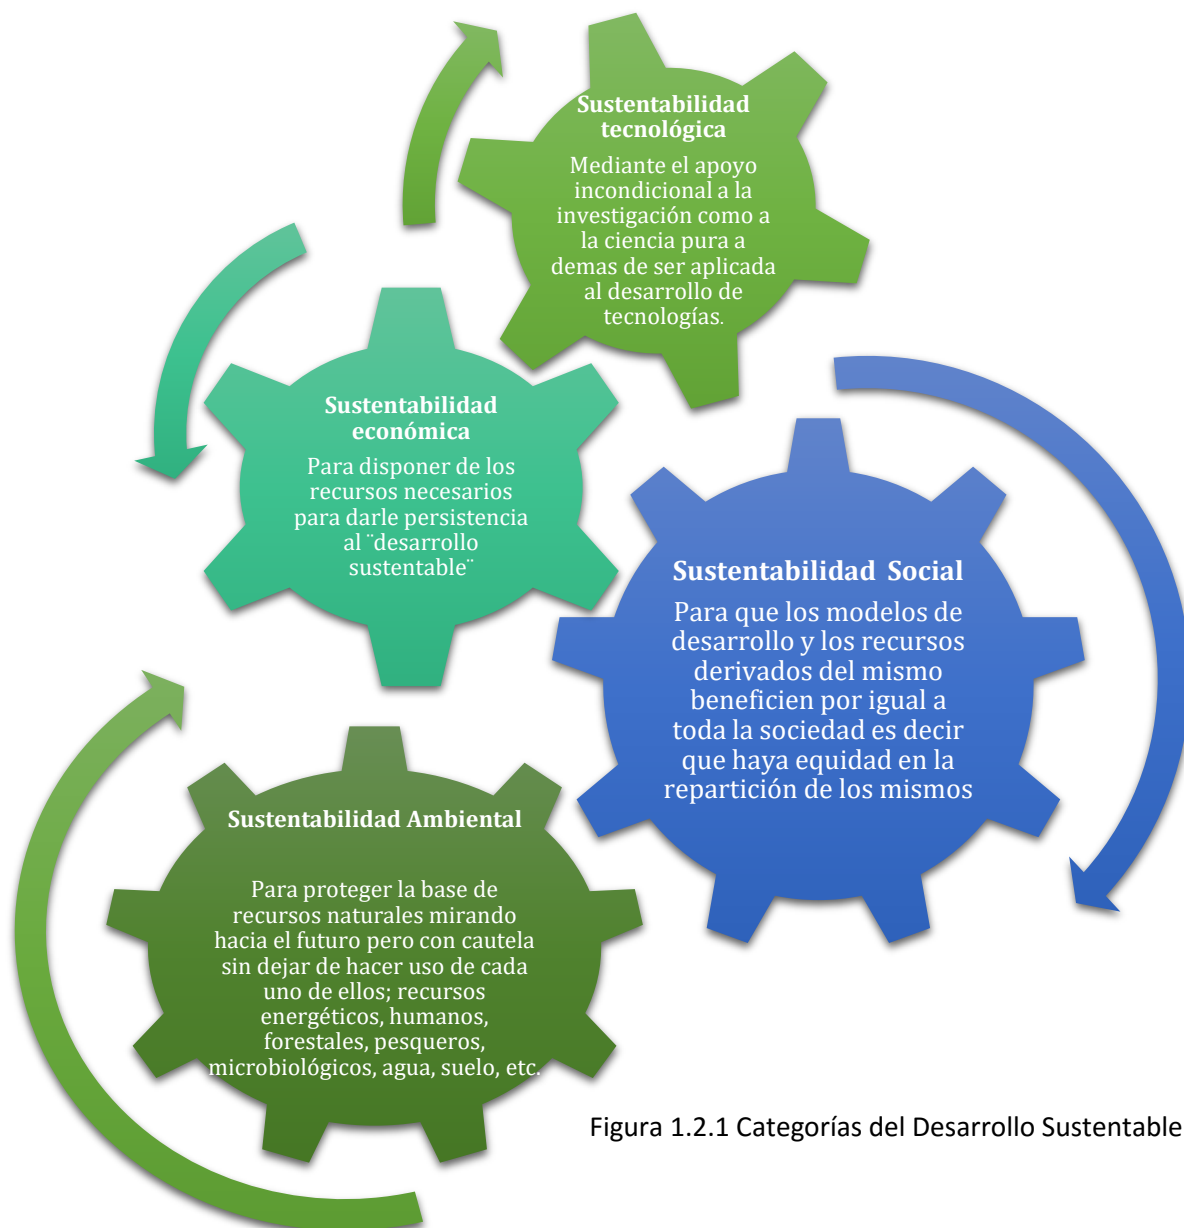 Sustentabilidad
tecnológica
Mediante el apoyo
incondicional a la
investigación como a
la ciencia pura a
demas de ser aplicada
al desarrollo de
tecnologías.
Sustentabilidad
económica
Para disponer de los
recursos necesarios
para darle persistencia
al ¨desarrollo
sustentable¨
Sustentabilidad Social
Para que los modelos de
desarrollo y los recursos
derivados del mismo
beneficien por igual a
toda la sociedad es decir
que haya equidad en la
repartición de los mismos
Sustentabilidad Ambiental
Para proteger la base de
recursos naturales mirando
hacia el futuro pero con cautela
sin dejar de hacer uso de cada
uno de ellos; recursos
energéticos, humanos,
forestales, pesqueros,
microbiológicos, agua, suelo, etc.
Figura 1.2.1 Categorías del Desarrollo Sustentable